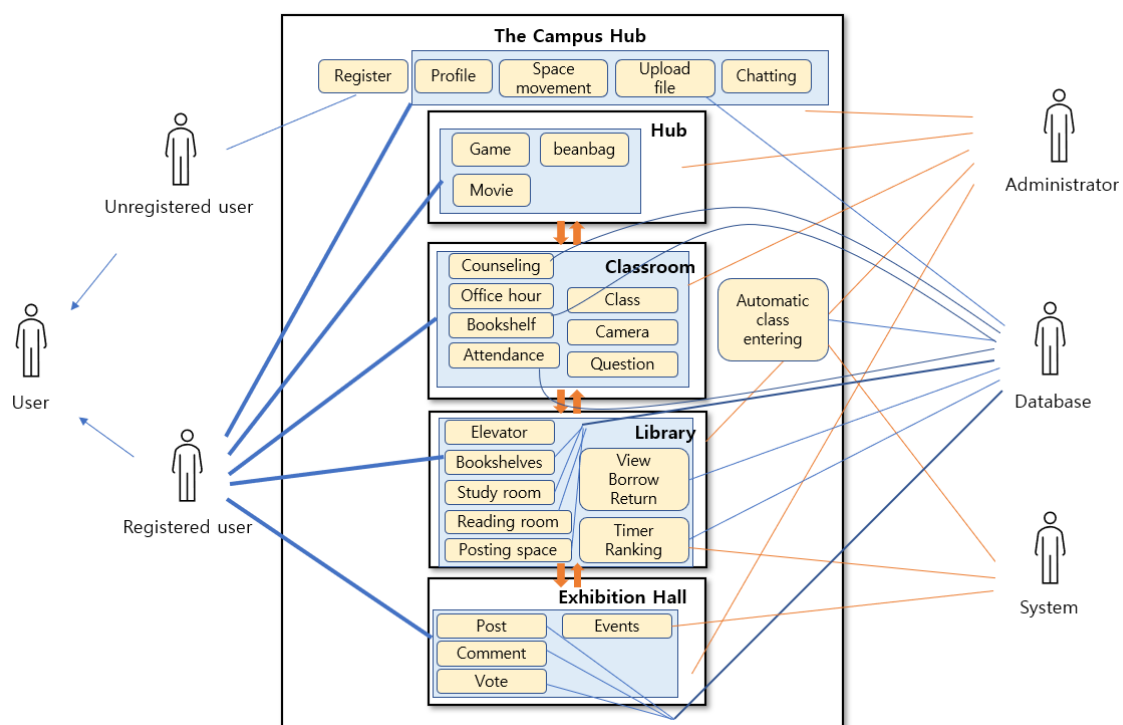 The Campus Hub
Register
Profile
Space
movement
Upload
file
Chatting
Hub
Game
beanbag
Movie
Unregistered user
Administrator
Classroom
Counseling
Office hour
Class
Bookshelf
Camera
Attendance
Question
Automatic
class
entering
User
Database
Library
Elevator
Bookshelves
View
Borrow
Return
Study room
Reading room
Timer
Ranking
Posting space
Registered user
Exhibition Hall
Post
Events
Comment
Vote
System